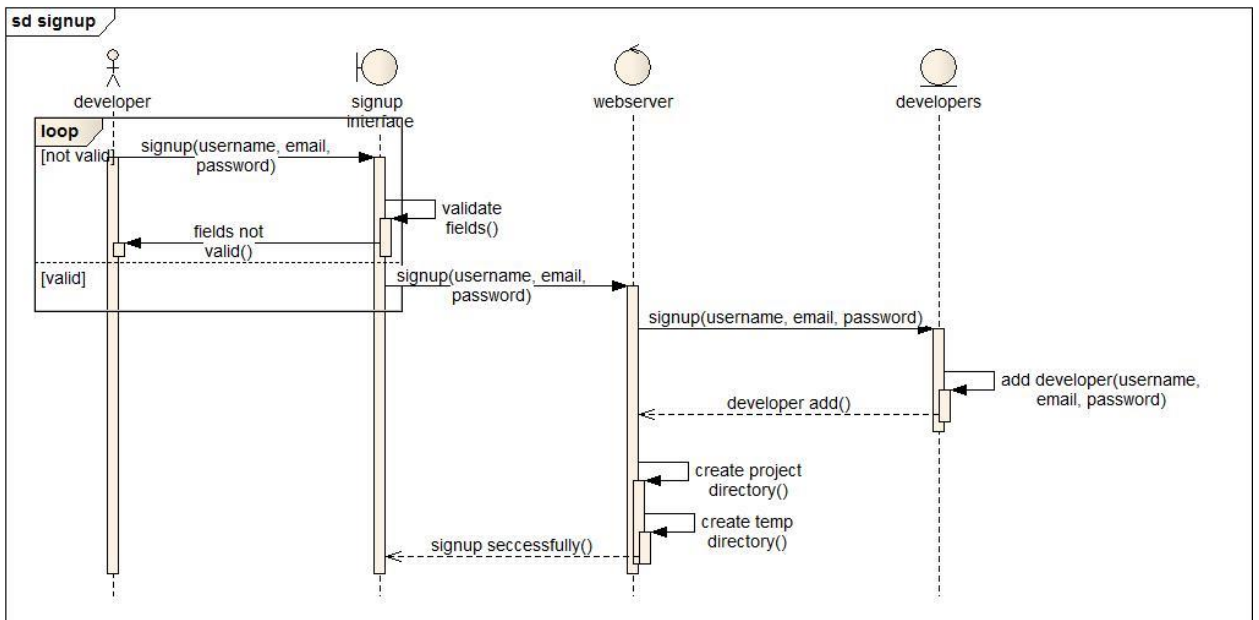 sd signup
developer
signup
interface
webserver
developers
loop
[not valid]
signup(username, email,
password)
validate
fields()
fields not
valid()
[valid]
signup(username, email,
password)
signup(username, email, password)
add developer(username,
email, password)
developer add()
create project
directory()
create temp
directory()
signup seccessfully()